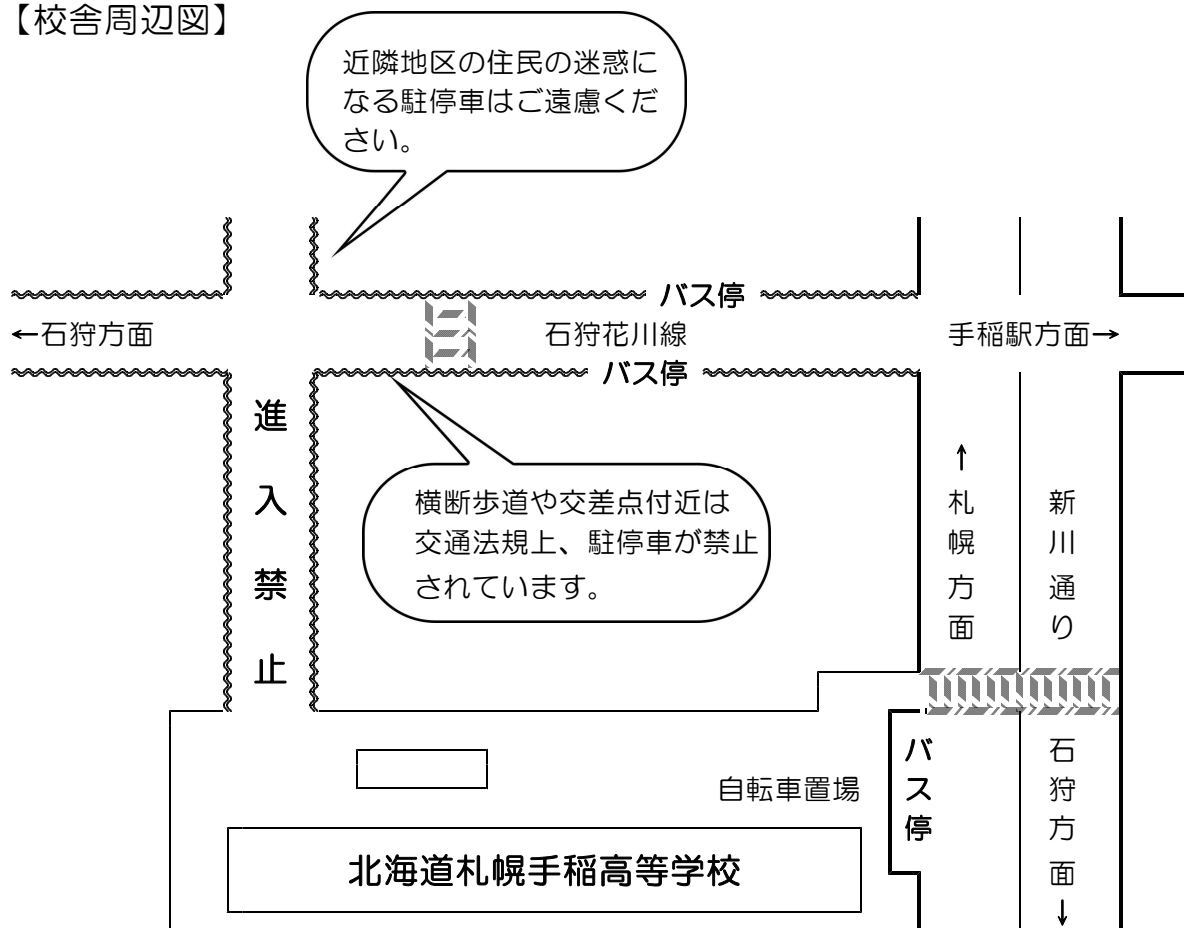 【校舎周辺図】
近隣地区の住民の迷惑に
なる駐停車はご遠慮くだ
さい。
バス停
←石狩方面
石狩花川線
手稲駅方面→
バス停
進入禁止
横断歩道や交差点付近は
交通法規上、駐停車が禁止
されています。
↑札幌方面
新川通り
バス停
石狩方面↓
自転車置場
北海道札幌手稲高等学校